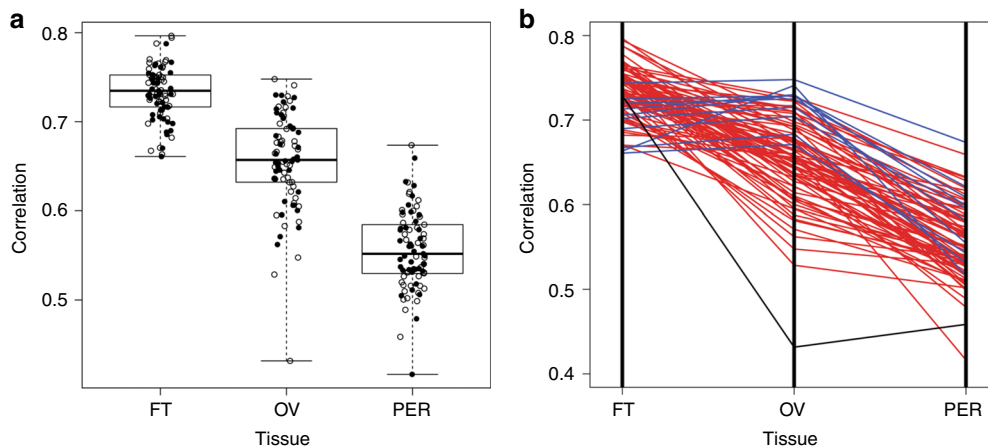 a
0.8
0.7
0.6
0.5
Correlation
FT
OV
PER
Tissue
b
0.8
0.7
0.6
0.5
0.4
Correlation
FT
OV
PER
Tissue